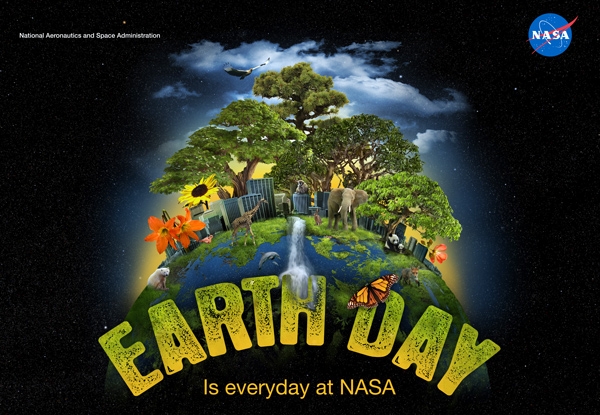 National Aeronautics and Space Administration
NASA
EARTH DAY
Is everyday at NASA